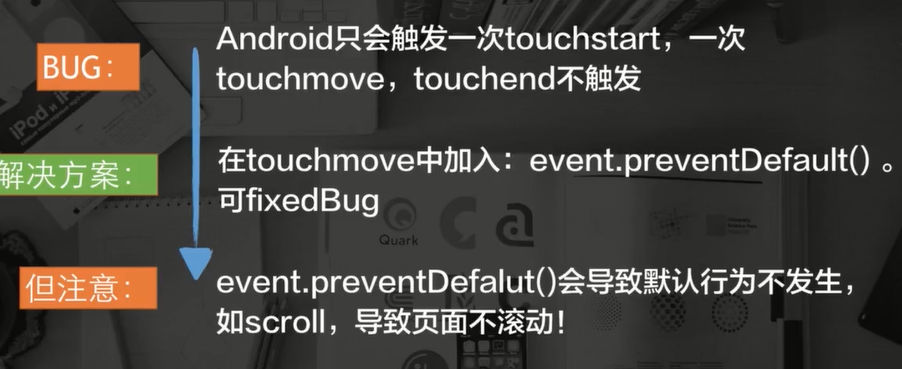 BUG：
Android只会触发一次touchstart，一次
touchmove，touchend不触发
解决方案：
在touchmove中加入：event.preventDefault() 。
可fixedBug
但注意：
event.preventDefalut()会导致默认行为不发生，
如scroll，导致页面不滚动！
iPod x iP
Quark